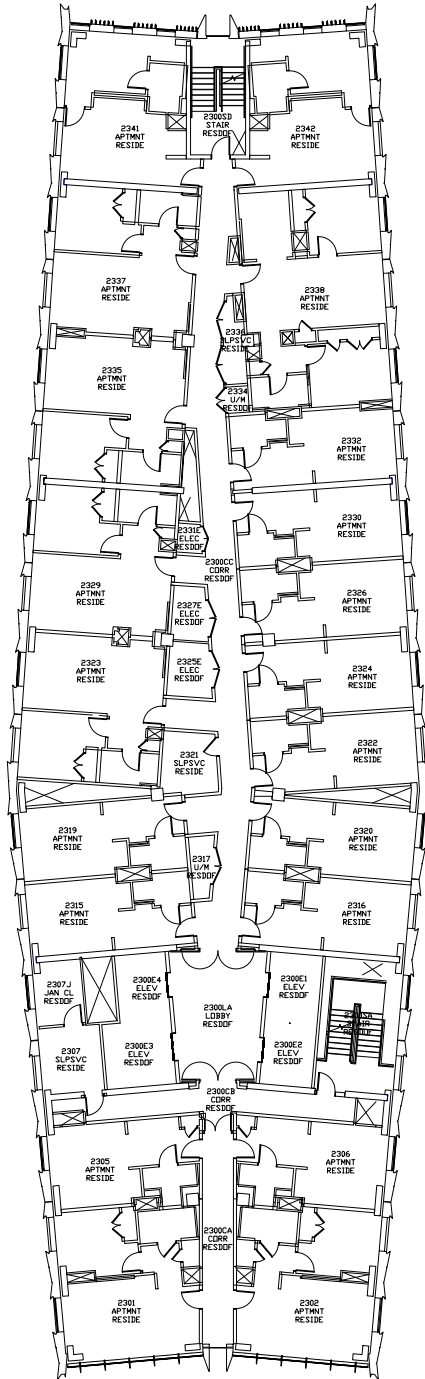 2300SD
STAIR
RESDOF
2341
APTMNT
RESIDE
2342
APTMNT
RESIDE
2337
APTMNT
RESIDE
2338
APTMNT
RESIDE
2336
SLPSVC
RESIDE
2335
APTMNT
RESIDE
2334
U/M
RESDOF
2332
APTMNT
RESIDE
2331E
ELEC
RESDOF
2330
APTMNT
RESIDE
2300CC
CORR
RESDOF
2329
APTMNT
RESIDE
2327E
ELEC
RESDOF
2326
APTMNT
RESIDE
2325E
ELEC
RESDOF
2323
APTMNT
RESIDE
2324
APTMNT
RESIDE
2321
SLPSVC
RESIDE
2322
APTMNT
RESIDE
2319
APTMNT
RESIDE
2320
APTMNT
RESIDE
2317
U/M
RESDOF
2315
APTMNT
RESIDE
2316
APTMNT
RESIDE
2307J
JAN CL
RESDOF
2300E4
ELEV
RESDOF
2300E1
ELEV
RESDOF
2300LA
LOBBY
RESDOF
2300SA
STAIR
RESDOF
2307
SLPSVC
RESIDE
2300E3
ELEV
RESDOF
2300E2
ELEV
RESDOF
2300CB
CORR
RESDOF
2305
APTMNT
RESIDE
2306
APTMNT
RESIDE
2300CA
CORR
RESDOF
2301
APTMNT
RESIDE
2302
APTMNT
RESIDE